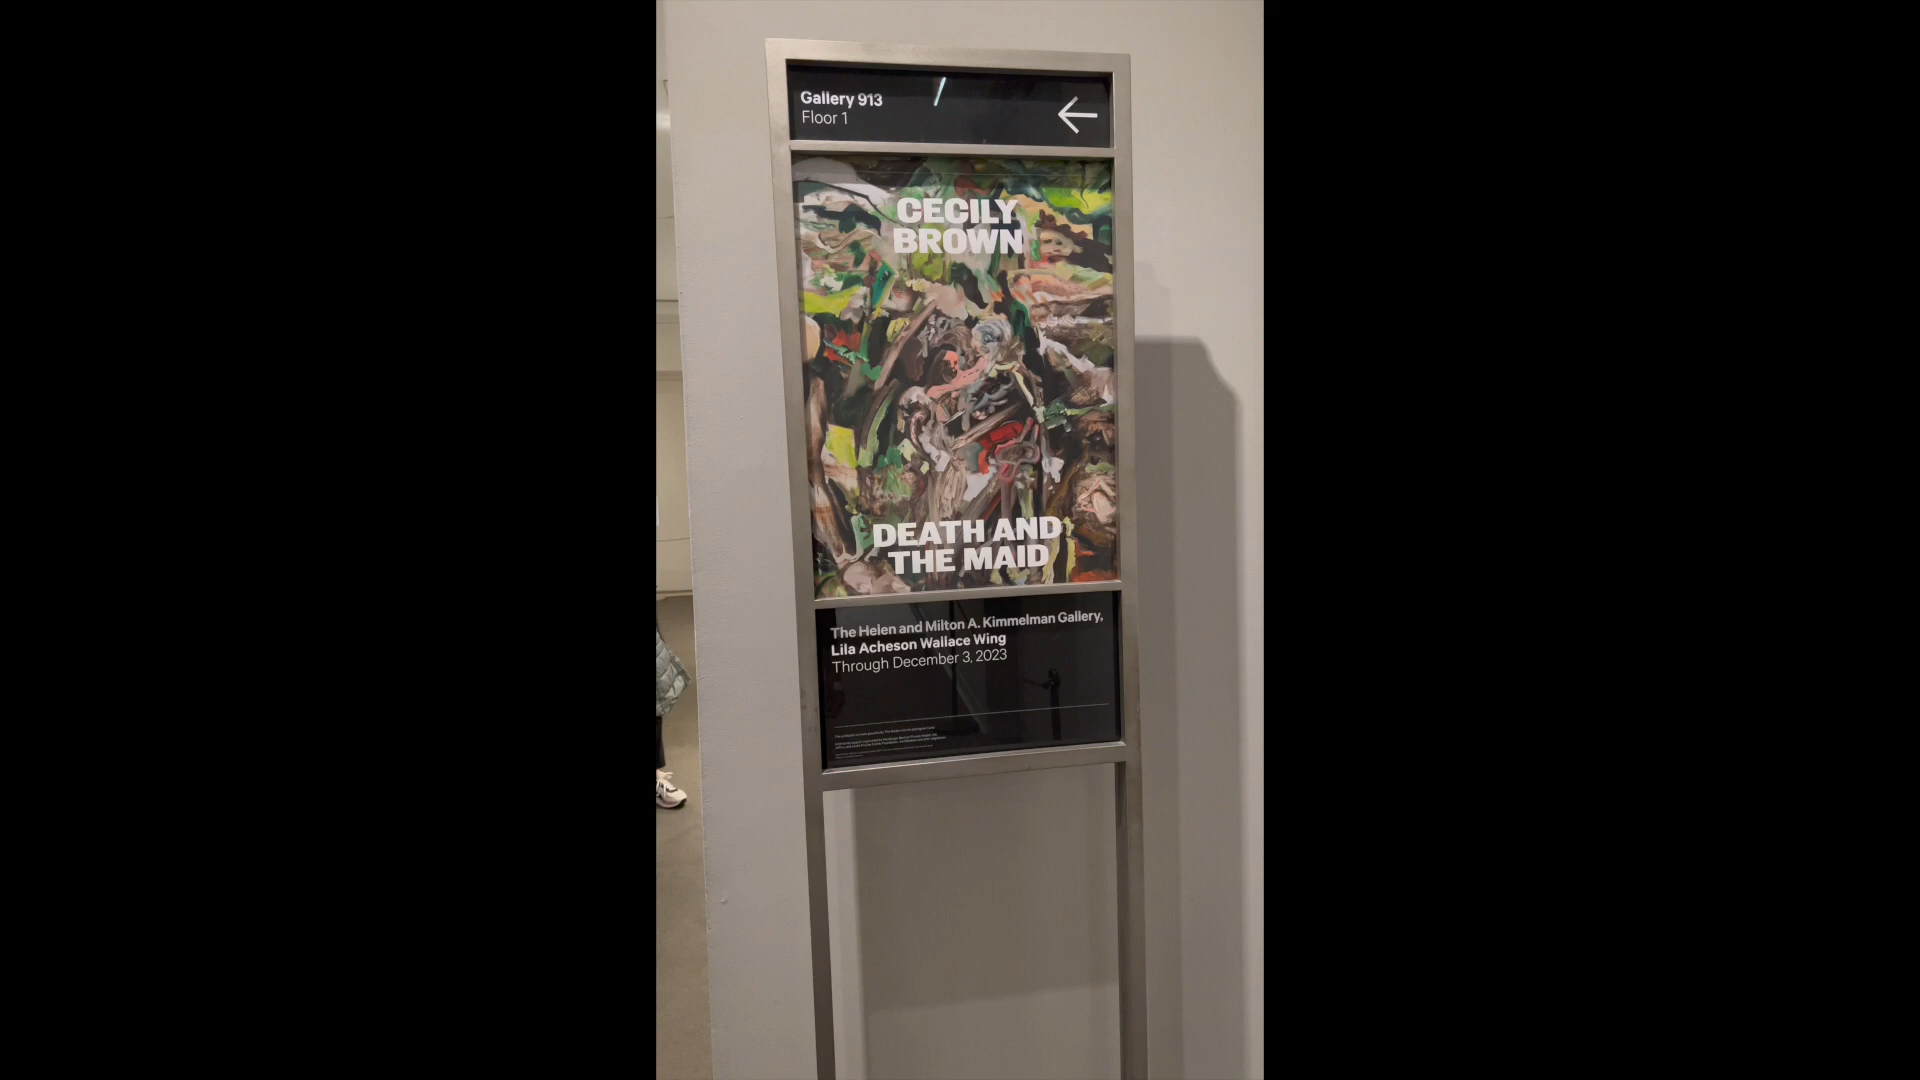 Gallery 913
Floor 1
CECILY
BROWN
DEATH AND
THE MAID
The Helen and Milton A. Kimmelman Gallery,
Lila Acheson Wallace Wing
Through December 3, 2023